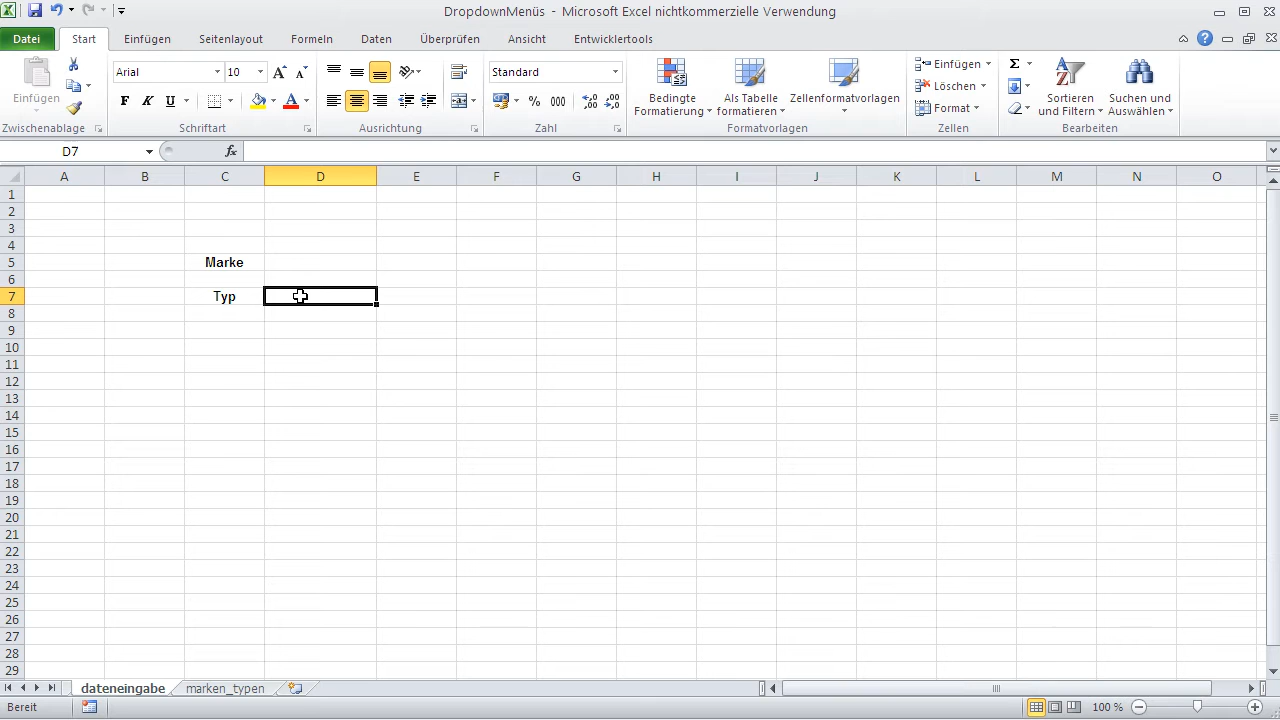 DropdownMenüs - Microsoft Excel nichtkommerzielle Verwendung
Datei Start Einfügen Seitenlayout Formeln Daten Überprüfen Ansicht Entwicklertools
Einfügen
Zwischenablage
Arial 10
F K U
Schriftart
Ausrichtung
Standard
% 000
Zahl
Bedingte Formatierung
Als Tabelle formatieren
Zellenformatvorlagen
Formatvorlagen
Einfügen
Löschen
Format
Zellen
Sortieren und Filtern
Suchen und Auswählen
Bearbeiten
D7 fx
A B C D E F G H I J K L M N O
1
2
3
4
5 Marke
6
7 Typ
8
9
10
11
12
13
14
15
16
17
18
19
20
21
22
23
24
25
26
27
28
29
dateneingabe marken_typen
Bereit 100 %